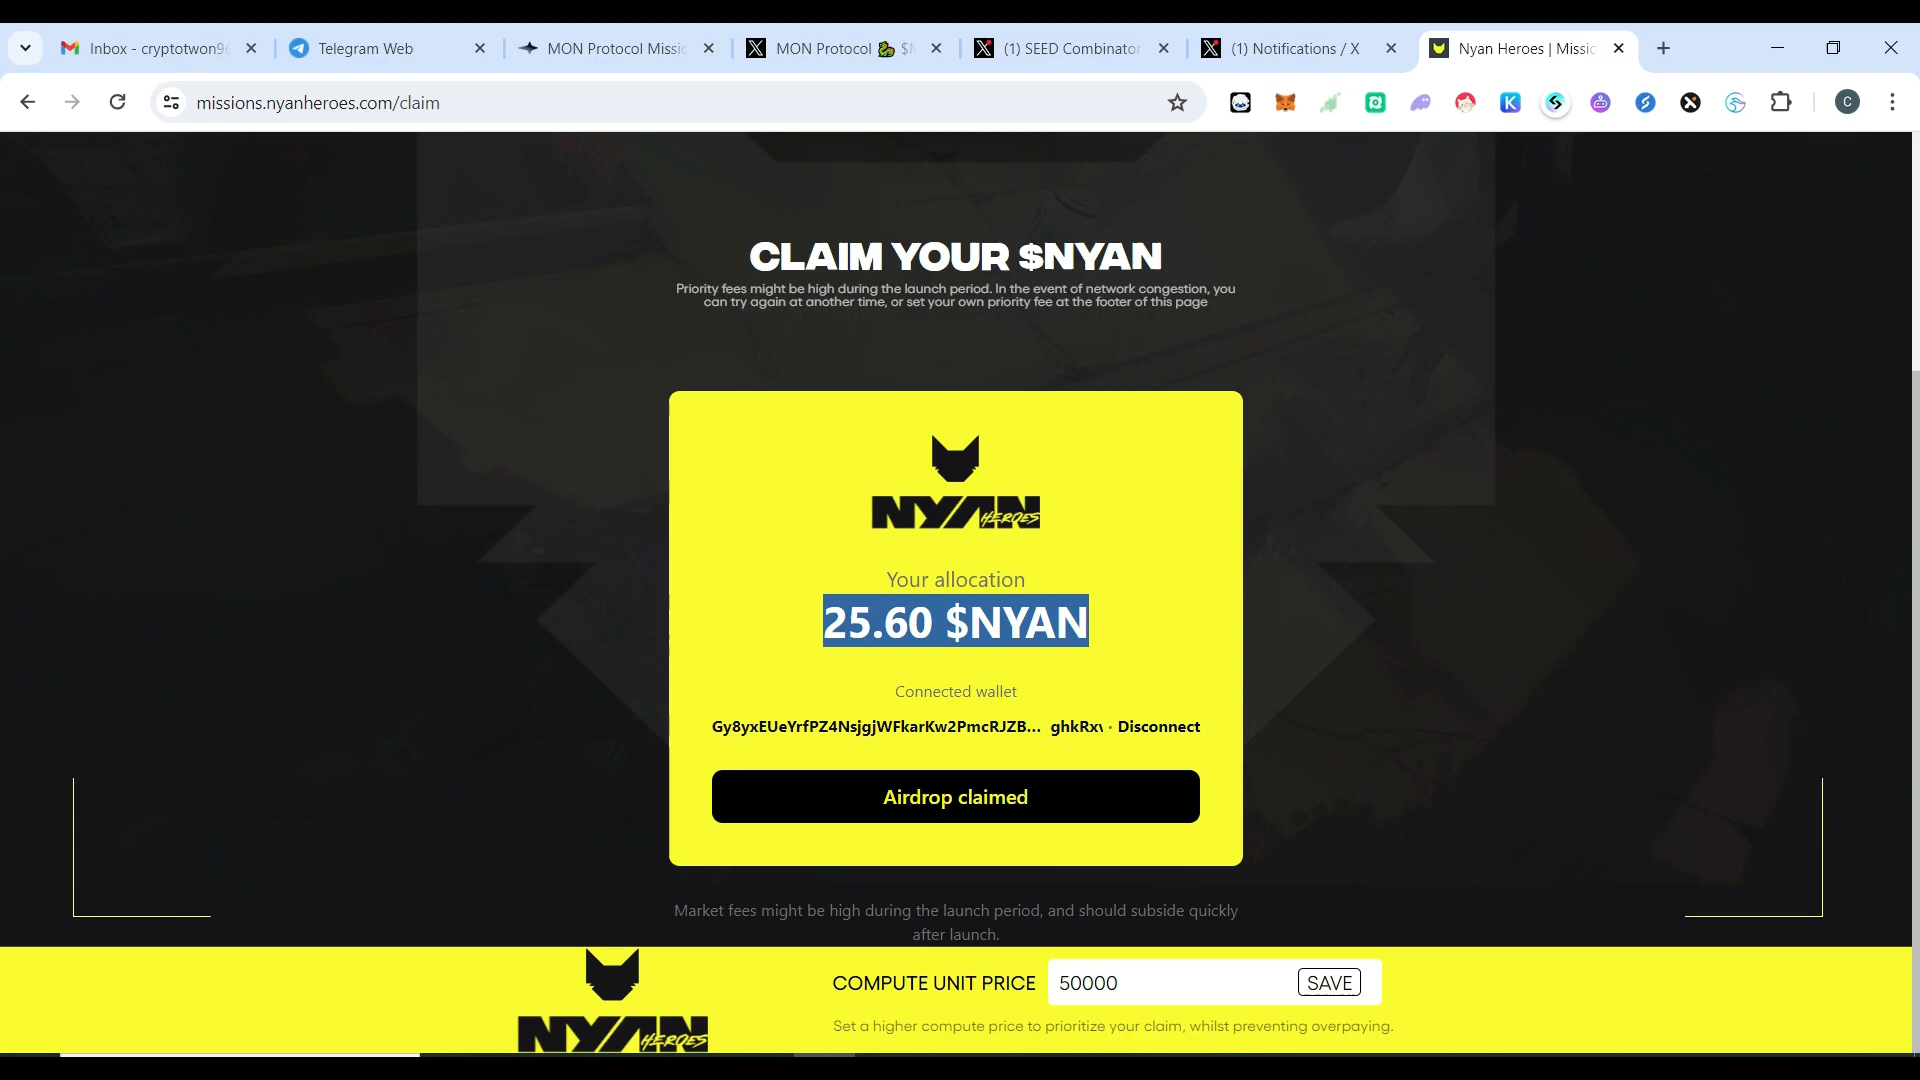 Inbox - cryptotwon96
Telegram Web
MON Protocol Missic
MON Protocol 🐉 $M
(1) SEED Combinator
(1) Notifications / X
Nyan Heroes | Missic
missions.nyanheroes.com/claim
C
CLAIM YOUR $NYAN
Priority fees might be high during the launch period. In the event of network congestion, you
can try again at another time, or set your own priority fee at the footer of this page
NYAN HEROES
Your allocation
25.60 $NYAN
Connected wallet
Gy8yxEUeYrfPZ4NsjgjWFkarKw2PmcRJZB... ghkRxv · Disconnect
Airdrop claimed
Market fees might be high during the launch period, and should subside quickly
after launch.
NYAN HEROES
COMPUTE UNIT PRICE 50000 SAVE
Set a higher compute price to prioritize your claim, whilst preventing overpaying.